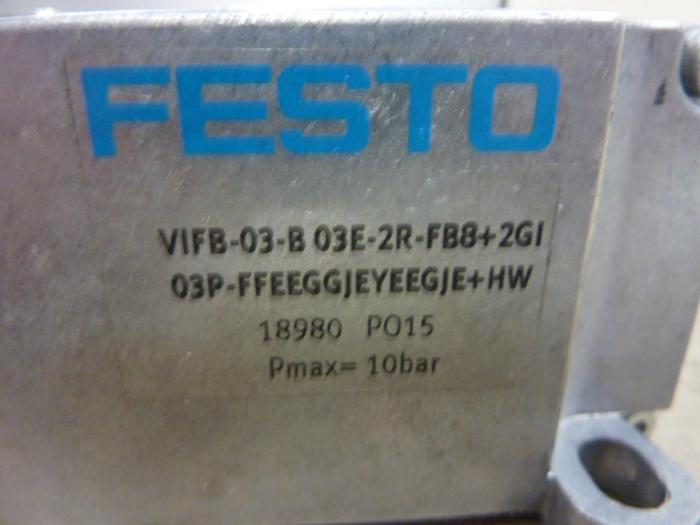 FESTO
VIFB-03-B 03E-2R-FB8+2GI
03P-FFEEGGJEYEEGJE+HW
18980 PO15
Pmax= 10bar